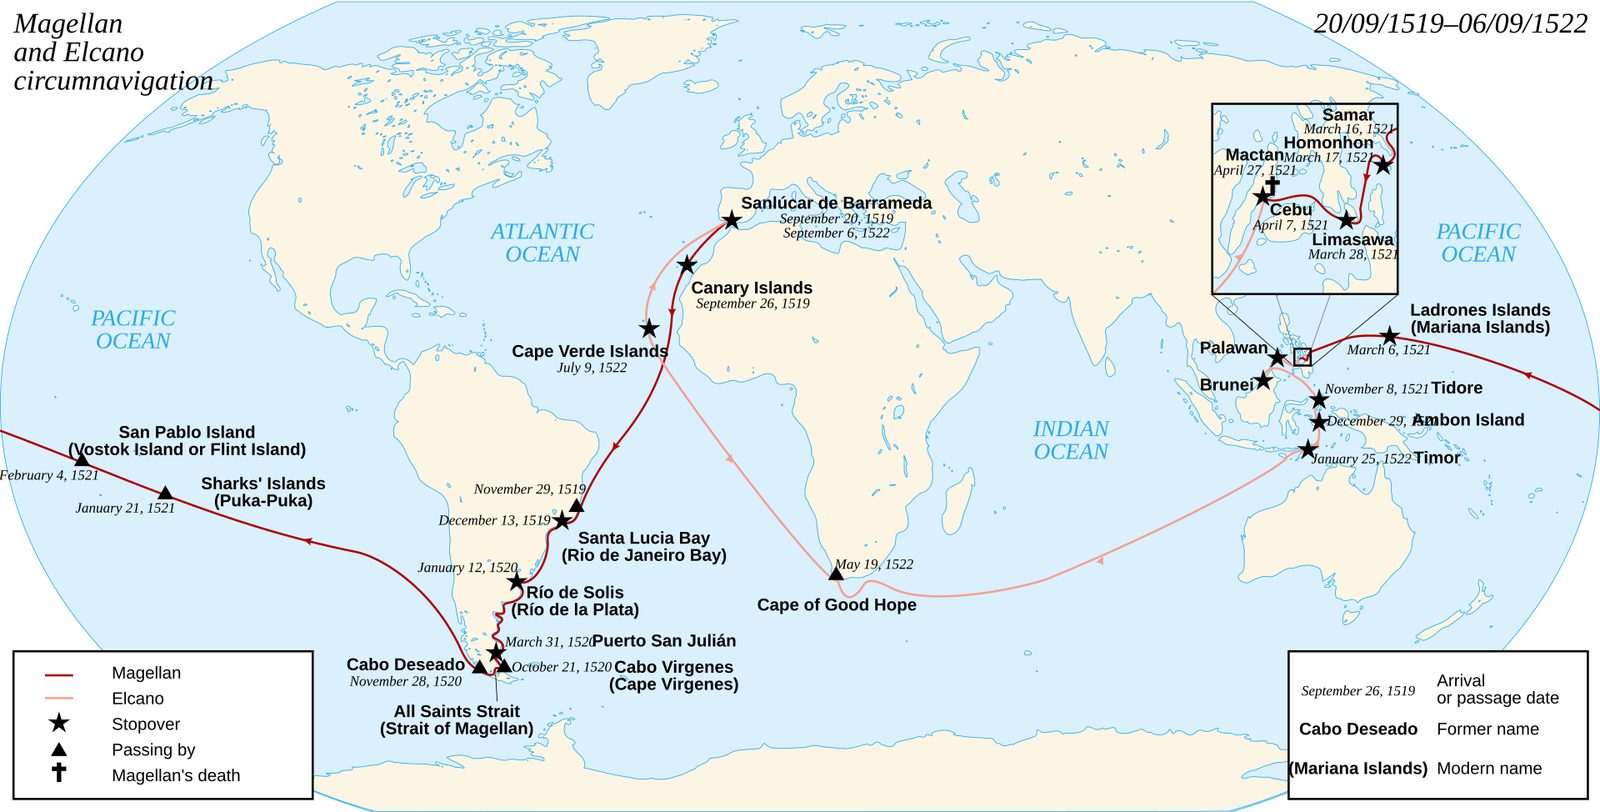 Magellan
and Elcano
circumnavigation
20/09/1519–06/09/1522
Samar
March 16, 1521
Homonhon
March 17, 1521
Mactan
April 27, 1521
Cebu
April 7, 1521
Limasawa
March 28, 1521
Sanlúcar de Barrameda
September 20, 1519
September 6, 1522
ATLANTIC
OCEAN
PACIFIC
OCEAN
Canary Islands
September 26, 1519
PACIFIC
OCEAN
Ladrones Islands
(Mariana Islands)
March 6, 1521
Cape Verde Islands
July 9, 1522
Palawan
Brunei
November 8, 1521
Tidore
December 29, 1521
Ambon Island
January 25, 1522
Timor
INDIAN
OCEAN
San Pablo Island
(Vostok Island or Flint Island)
February 4, 1521
Sharks' Islands
(Puka-Puka)
January 21, 1521
November 29, 1519
December 13, 1519
Santa Lucia Bay
(Rio de Janeiro Bay)
January 12, 1520
Río de Solis
(Río de la Plata)
May 19, 1522
Cape of Good Hope
March 31, 1520
Puerto San Julián
October 21, 1520
Cabo Virgenes
(Cape Virgenes)
Cabo Deseado
November 28, 1520
All Saints Strait
(Strait of Magellan)
Magellan
Elcano
Stopover
Passing by
Magellan's death
September 26, 1519
Arrival
or passage date
Cabo Deseado
Former name
(Mariana Islands)
Modern name